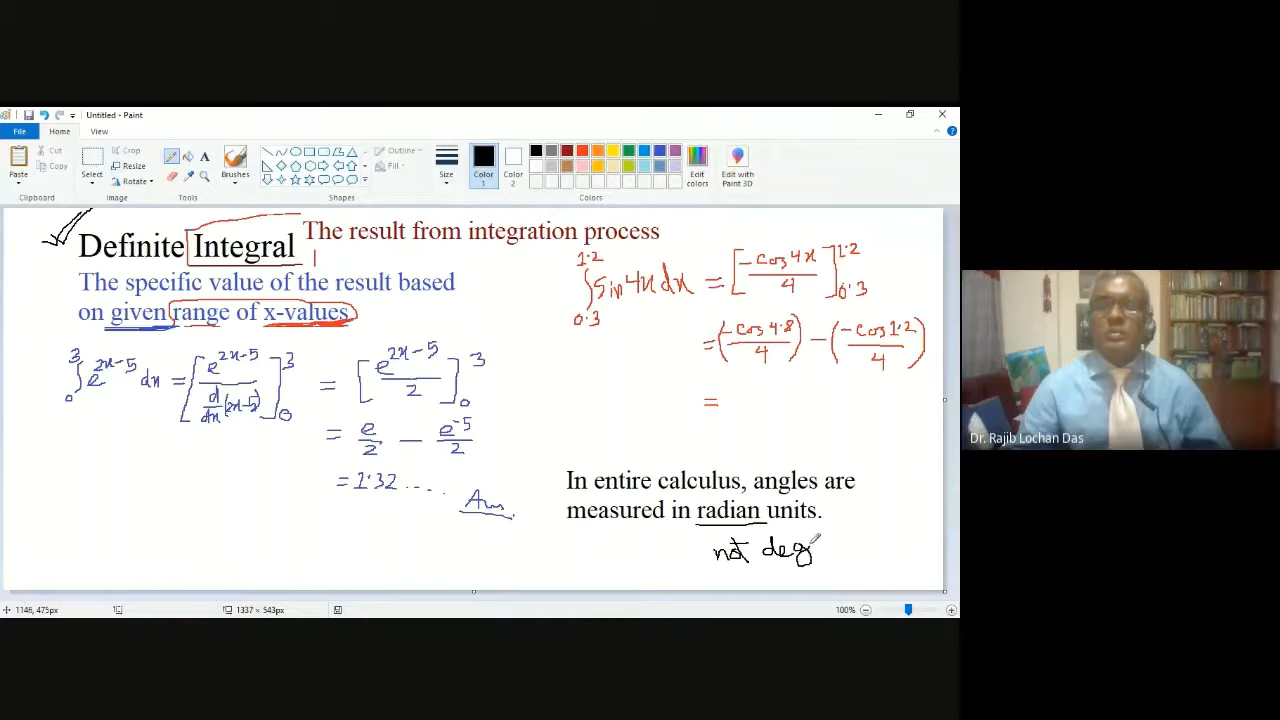 Untitled - Paint
File Home View
Paste
Cut
Copy
Clipboard
Select
Crop
Resize
Rotate
Image
Tools
Brushes
Outline
Fill
Shapes
Size
Color 1
Color 2
Edit colors
Edit with Paint 3D
Colors
Definite Integral The result from integration process
The specific value of the result based
on given range of x-values
∫₀³ e^(2x-5) dx = [e^(2x-5) / (d/dx (2x-5))]₀³ = [e^(2x-5) / 2]₀³
= e/2 - e^(-5)/2
= 1.32 ....
Ans
∫₀.₃^1.2 Sin 4x dx = [-cos 4x / 4]₀.₃^1.2
= (-cos 4.8 / 4) - (-cos 1.2 / 4)
=
In entire calculus, angles are
measured in radian units.
not deg
Dr. Rajib Lochan Das
1146, 475px
1337 × 543px
100%